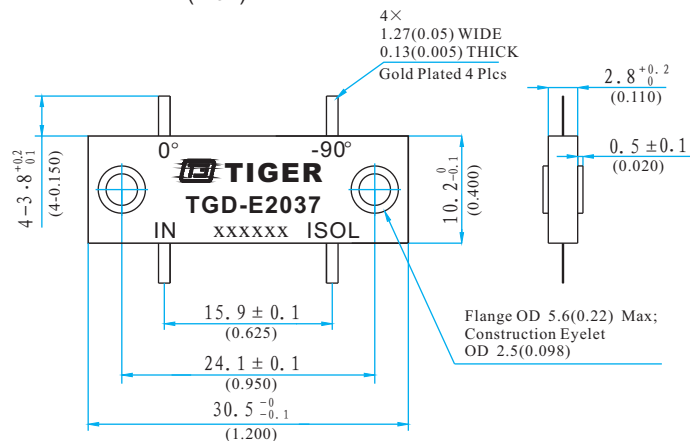 4×
1.27(0.05) WIDE
0.13(0.005) THICK
Gold Plated 4 Plcs
2.8 +0.2 0
(0.110)
0.5±0.1
(0.020)
4-3.8 +0.2 0.1
(4-0.150)
0° -90°
TIGER
TGD-E2037
IN xxxxxx ISOL
10.2 0 -0.1
(0.400)
15.9±0.1
(0.625)
24.1±0.1
(0.950)
30.5 -0 -0.1
(1.200)
Flange OD 5.6(0.22) Max;
Construction Eyelet
OD 2.5(0.098)